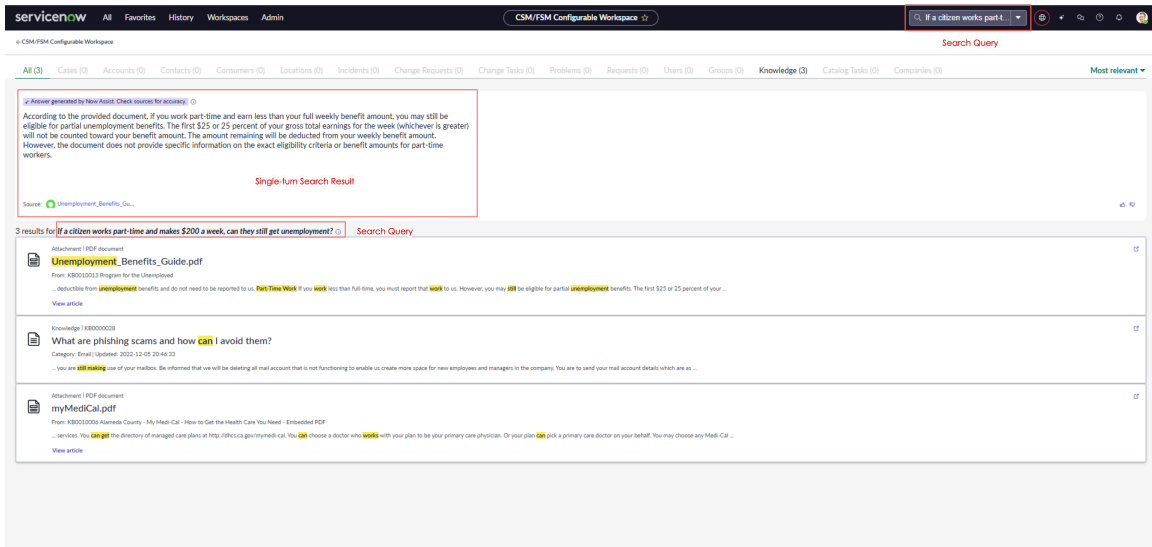 servicenow All Favorites History Workspaces Admin CSM/FSM Configurable Workspace If a citizen works part-t...
Search Query
CSM/FSM Configurable Workspace
All (3) Cases (0) Accounts (0) Contacts (0) Consumers (0) Locations (0) Incidents (0) Change Requests (0) Change Tasks (0) Problems (0) Requests (0) Users (0) Groups (0) Knowledge (3) Catalog Tasks (0) Companies (0) Most relevant
Answer generated by Now Assist. Check sources for accuracy.
According to the provided document, if you work part-time and earn less than your full weekly benefit amount, you may still be
eligible for partial unemployment benefits. The first $25 or 25 percent of your gross total earnings for the week (whichever is greater)
will not be counted toward your benefit amount. The amount remaining will be deducted from your weekly benefit amount.
However, the document does not provide specific information on the exact eligibility criteria or benefit amounts for part-time
workers.
Single-turn Search Result
Source: Unemployment_Benefits_Gu...
3 results for If a citizen works part-time and makes $200 a week, can they still get unemployment? Search Query
Attachment | PDF document
Unemployment_Benefits_Guide.pdf
From: KB0010013 Program for the Unemployed
... deductible from unemployment benefits and do not need to be reported to us. Part-Time Work If you work less than full-time, you must report that work to us. However, you may still be eligible for partial unemployment benefits. The first $25 or 25 percent of your ...
View article
Knowledge | KB0000028
What are phishing scams and how can I avoid them?
Category: Email | Updated: 2022-12-05 20:46:33
... you are still making use of your mailbox. Be informed that we will be deleting all mail account that is not functioning to enable us create more space for new employees and managers in the company. You are to send your mail account details which are as ...
Attachment | PDF document
myMediCal.pdf
From: KB0010006 Alameda County - My Medi-Cal - How to Get the Health Care You Need - Embedded PDF
... services. You can get the directory of managed care plans at http://dhcs.ca.gov/mymedi-cal. You can choose a doctor who works with your plan to be your primary care physician. Or your plan can pick a primary care doctor on your behalf. You may choose any Medi-Cal ...
View article